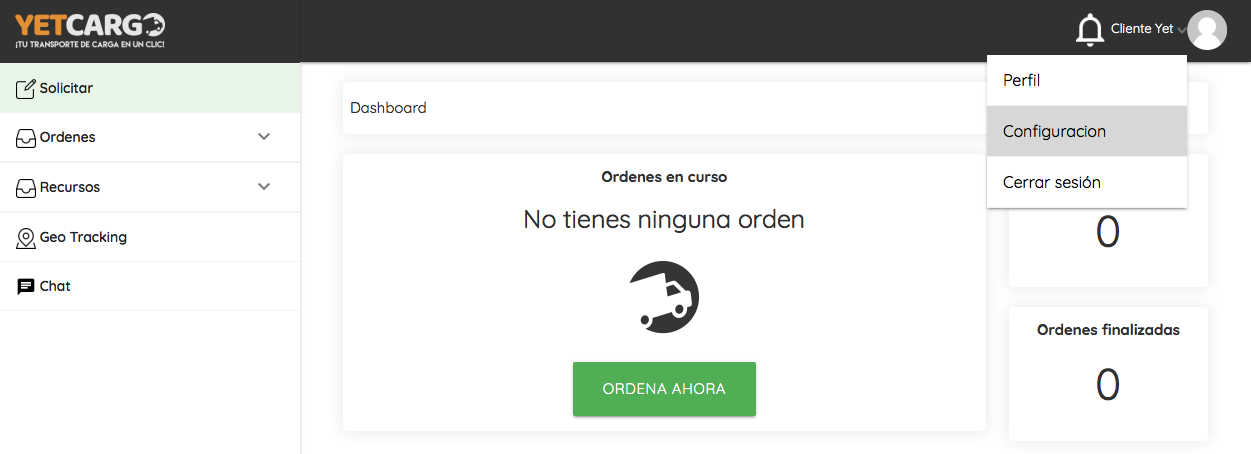 YETCARGO
¡TU TRANSPORTE DE CARGA EN UN CLIC!
Cliente Yet
Perfil
Configuracion
Cerrar sesión
Solicitar
Ordenes
Recursos
Geo Tracking
Chat
Dashboard
Ordenes en curso
No tienes ninguna orden
ORDENA AHORA
0
Ordenes finalizadas
0